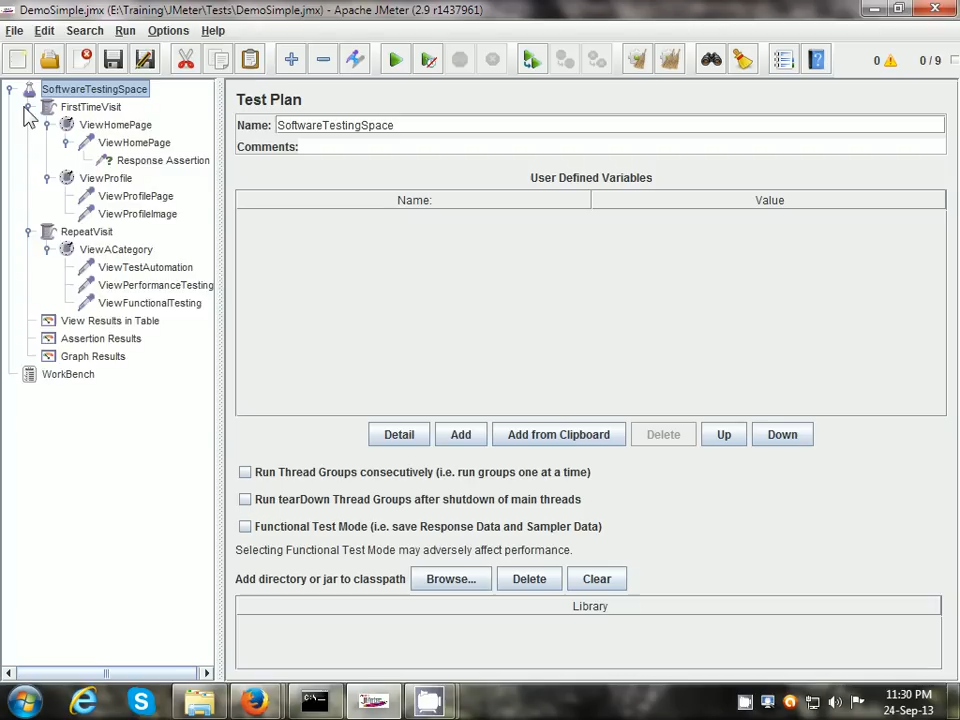 DemoSimple.jmx (E:\Training\JMeter\Tests\DemoSimple.jmx) - Apache JMeter (2.9 r1437961)
File Edit Search Run Options Help
0 0 / 9
SoftwareTestingSpace
FirstTimeVisit
ViewHomePage
ViewHomePage
Response Assertion
ViewProfile
ViewProfilePage
ViewProfileImage
RepeatVisit
ViewACategory
ViewTestAutomation
ViewPerformanceTesting
ViewFunctionalTesting
View Results in Table
Assertion Results
Graph Results
WorkBench
Test Plan
Name: SoftwareTestingSpace
Comments:
User Defined Variables
Name: Value
Detail Add Add from Clipboard Delete Up Down
Run Thread Groups consecutively (i.e. run groups one at a time)
Run tearDown Thread Groups after shutdown of main threads
Functional Test Mode (i.e. save Response Data and Sampler Data)
Selecting Functional Test Mode may adversely affect performance.
Add directory or jar to classpath Browse... Delete Clear
Library
11:30 PM
24-Sep-13